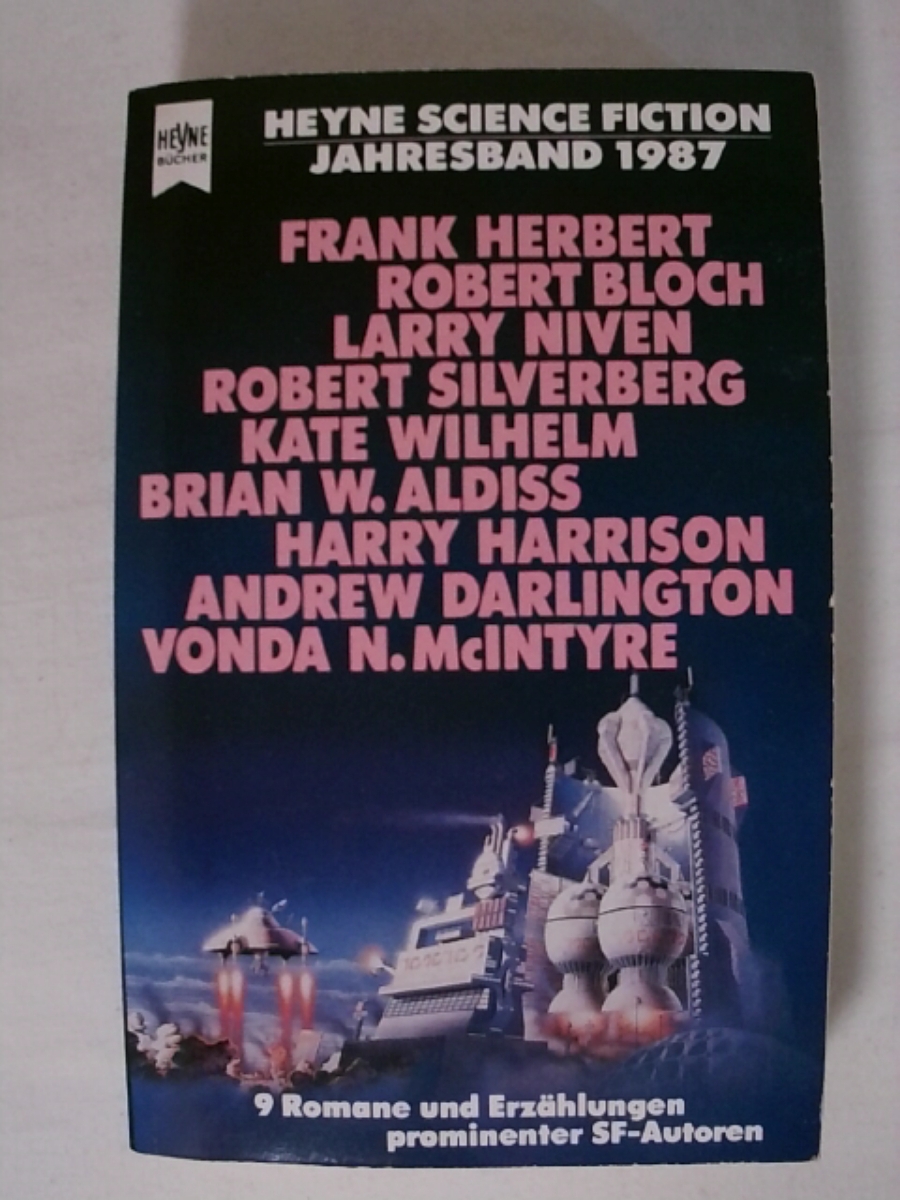 HEYNE
BÜCHER
HEYNE SCIENCE FICTION
JAHRESBAND 1987
FRANK HERBERT
ROBERT BLOCH
LARRY NIVEN
ROBERT SILVERBERG
KATE WILHELM
BRIAN W. ALDISS
HARRY HARRISON
ANDREW DARLINGTON
VONDA N. McINTYRE
9 Romane und Erzählungen
prominenter SF-Autoren